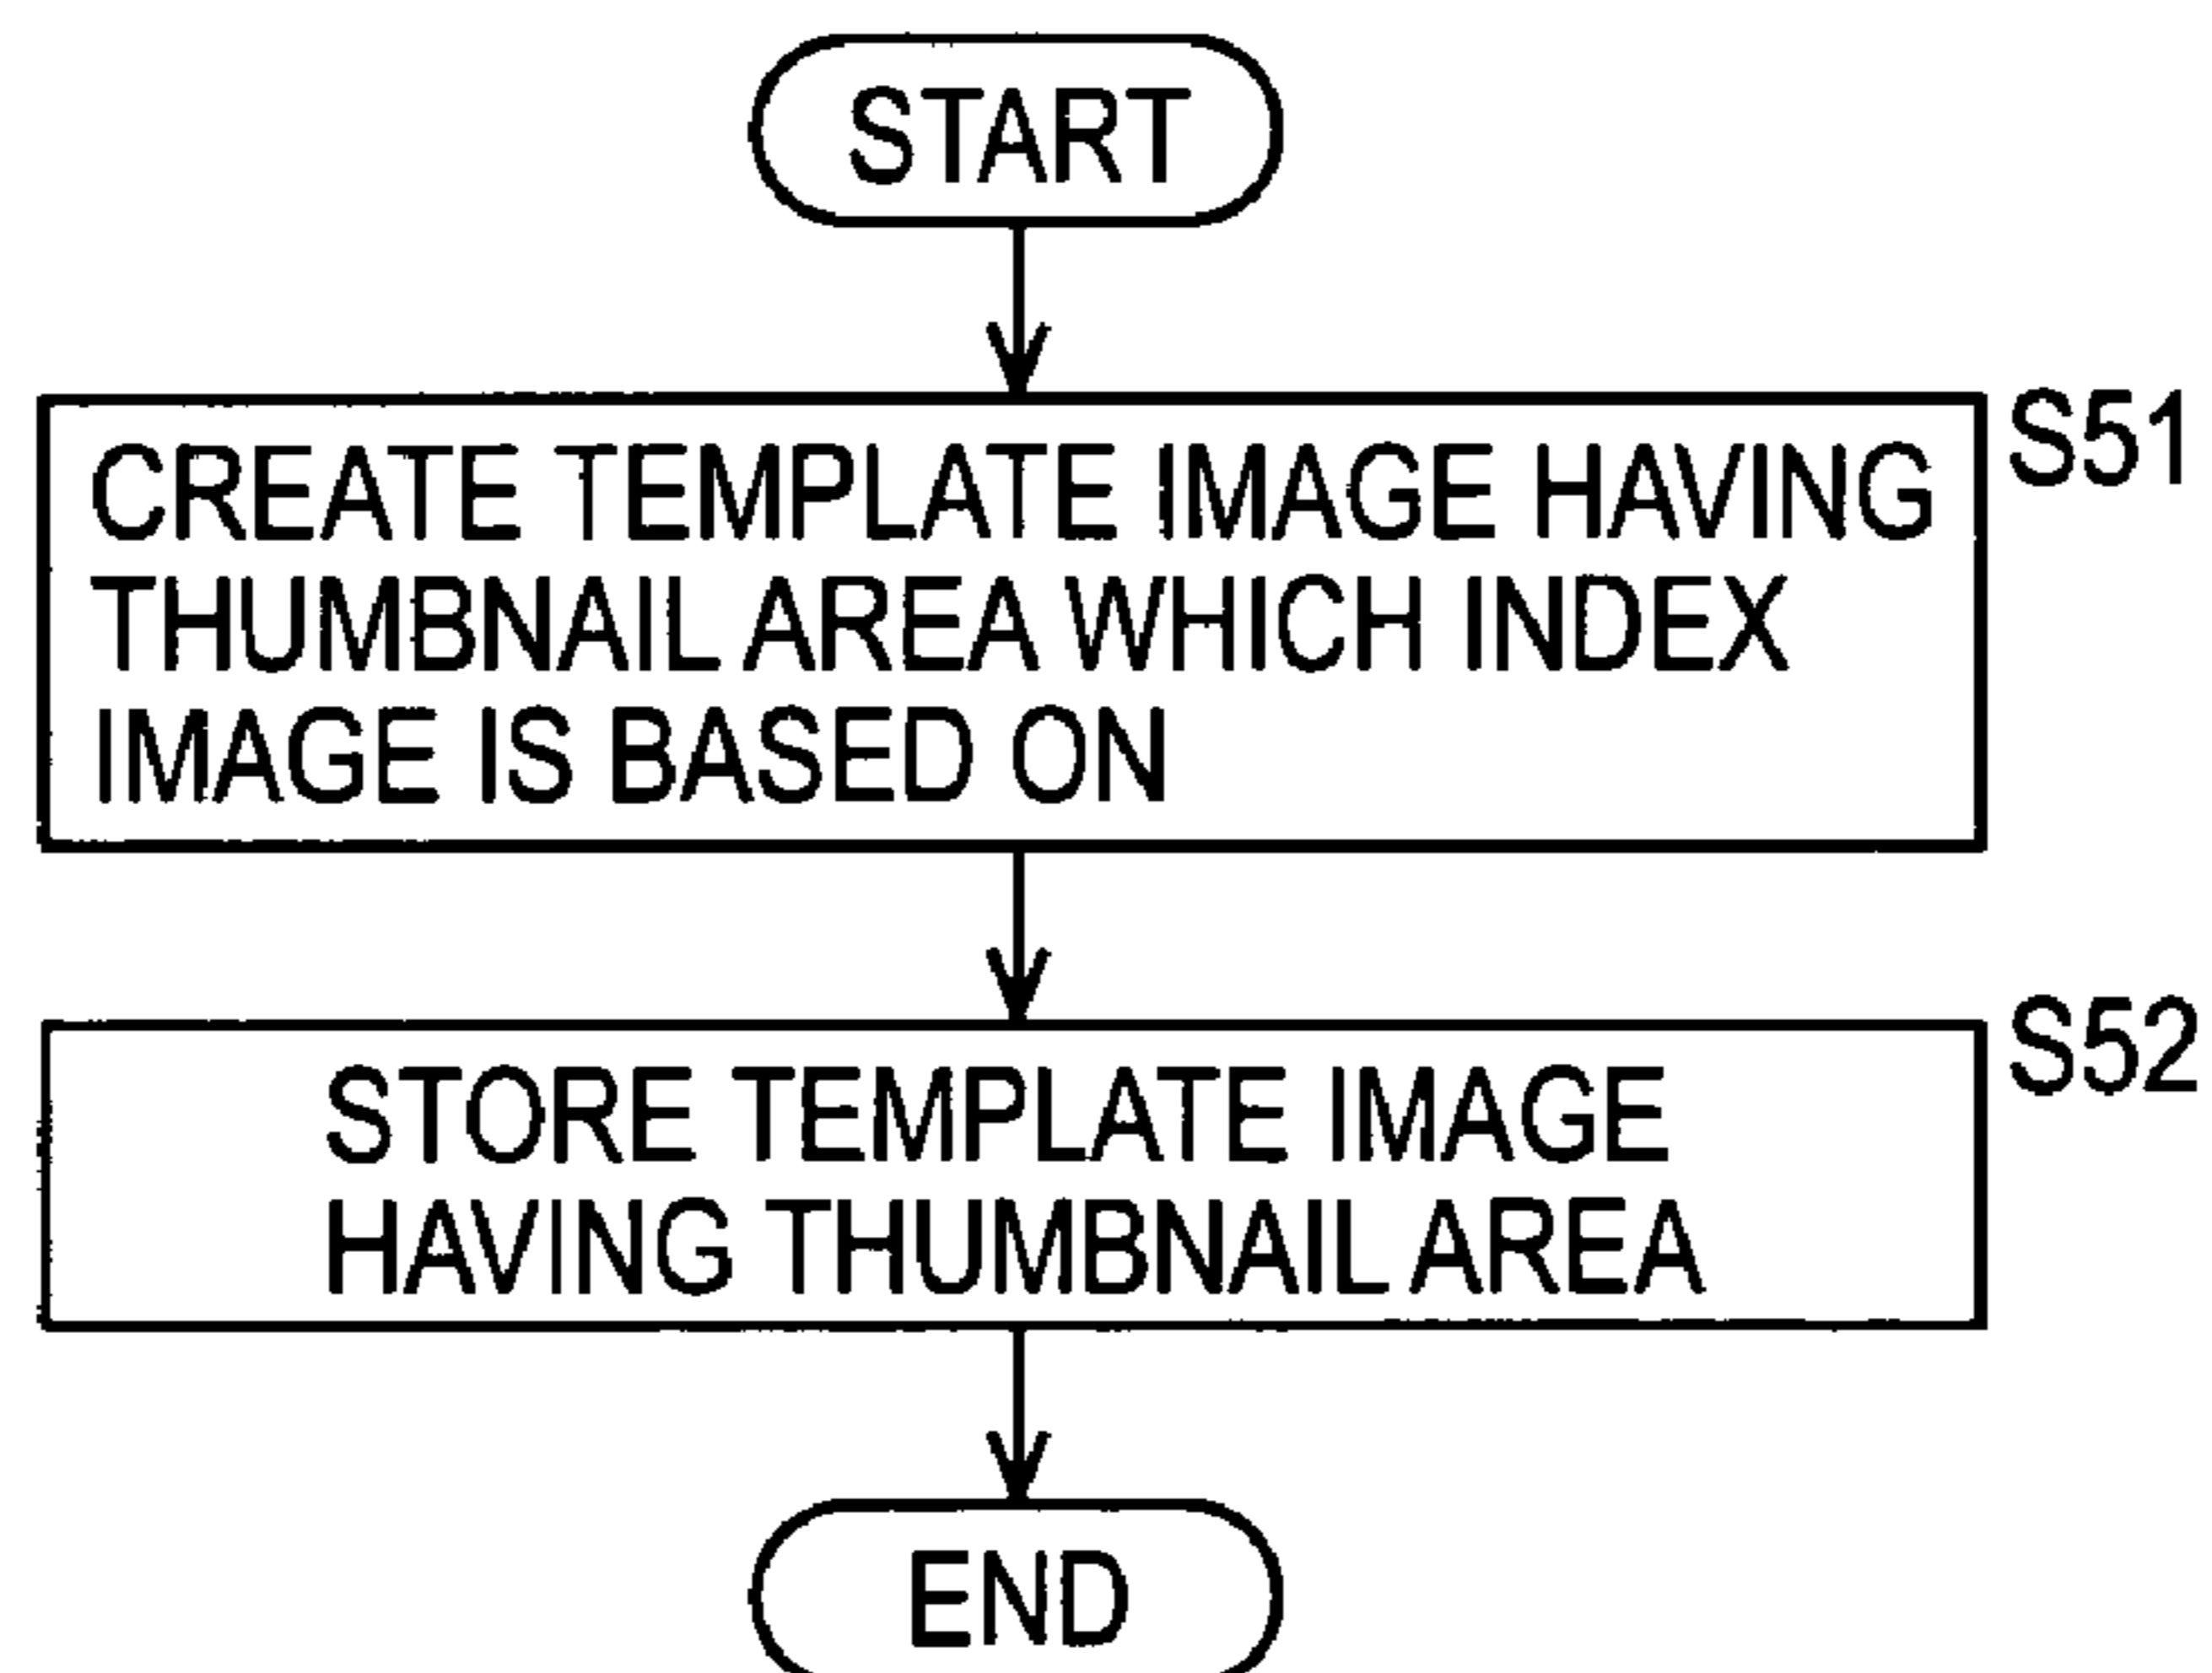 START
S51
CREATE TEMPLATE IMAGE HAVING
THUMBNAIL AREA WHICH INDEX
IMAGE IS BASED ON
S52
STORE TEMPLATE IMAGE
HAVING THUMBNAIL AREA
END